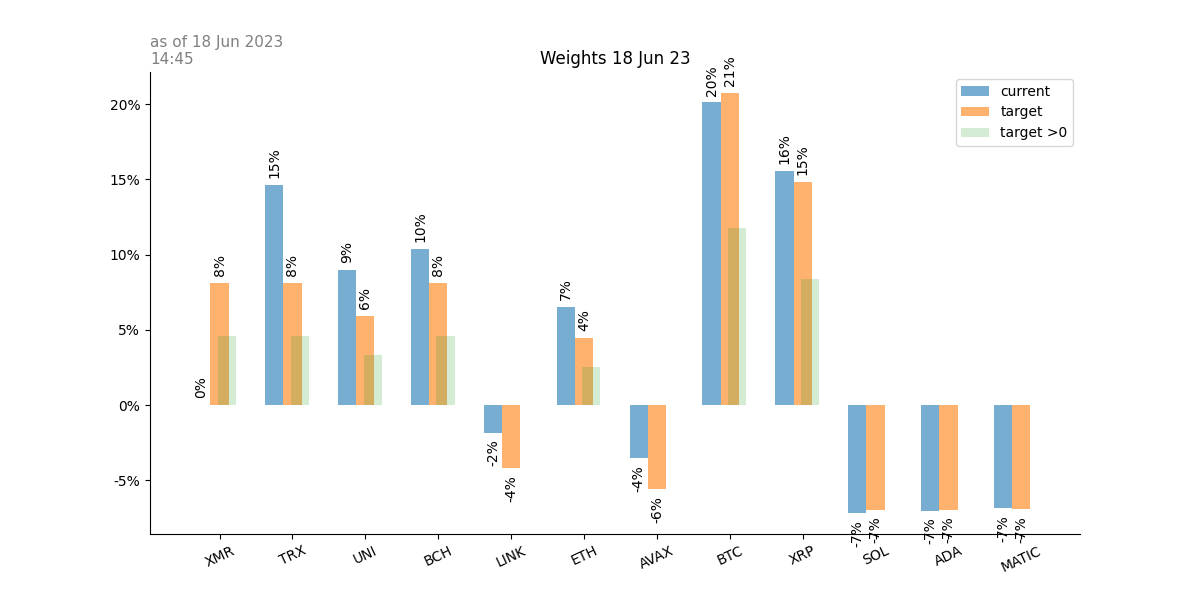 as of 18 Jun 2023
14:45
Weights 18 Jun 23
current
target
target >0
20%
15%
10%
5%
0%
-5%
0%
8%
15%
8%
9%
6%
10%
8%
-2%
-4%
7%
4%
-4%
-6%
20%
21%
16%
15%
-7%
-7%
-7%
-7%
-7%
-7%
XMR
TRX
UNI
BCH
LINK
ETH
AVAX
BTC
XRP
SOL
ADA
MATIC